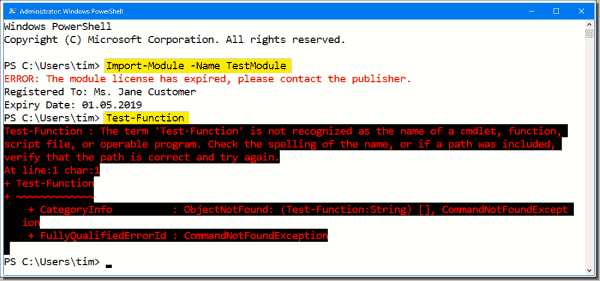 Administrator: Windows PowerShell
Windows PowerShell
Copyright (C) Microsoft Corporation. All rights reserved.
PS C:\Users\tim> Import-Module -Name TestModule
ERROR: The module license has expired, please contact the publisher.
Registered To: Ms. Jane Customer
Expiry Date: 01.05.2019
PS C:\Users\tim> Test-Function
Test-Function : The term 'Test-Function' is not recognized as the name of a cmdlet, function,
script file, or operable program. Check the spelling of the name, or if a path was included,
verify that the path is correct and try again.
At line:1 char:1
+ Test-Function
+ ~~~~~~~~~~~~~
    + CategoryInfo          : ObjectNotFound: (Test-Function:String) [], CommandNotFoundExcept
   ion
    + FullyQualifiedErrorId : CommandNotFoundException
PS C:\Users\tim>